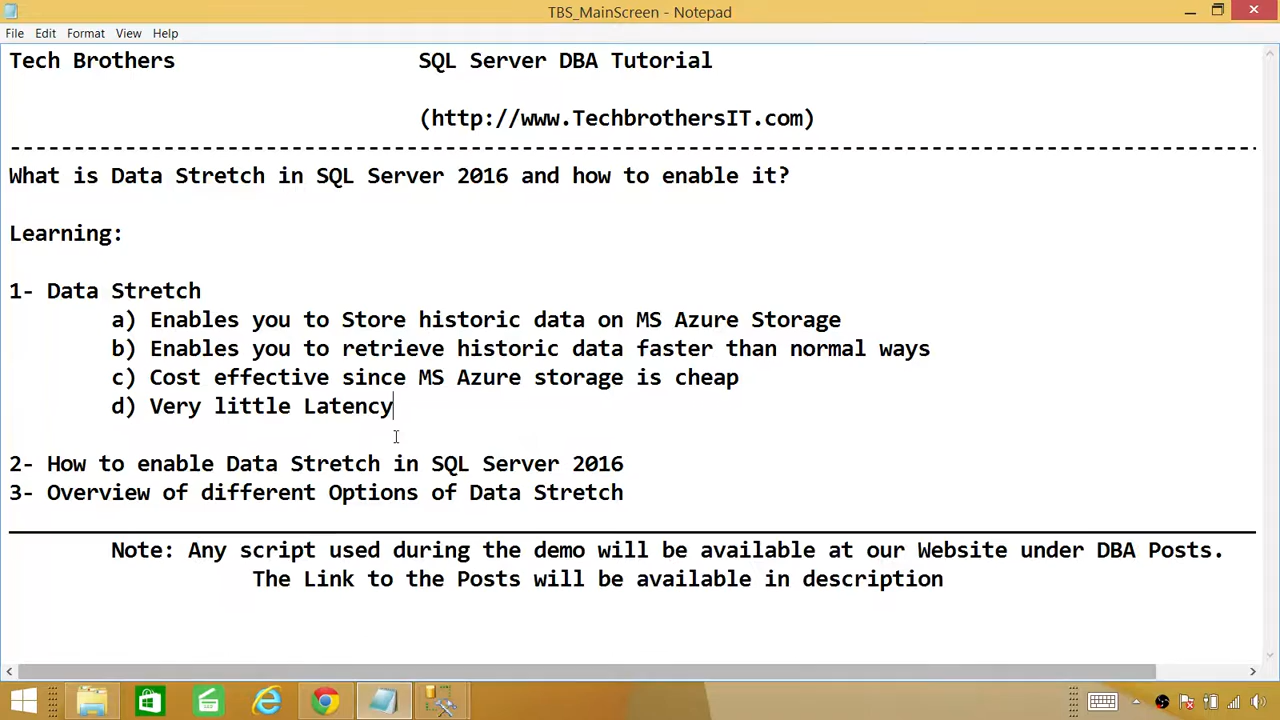 TBS_MainScreen - Notepad
File Edit Format View Help
Tech Brothers SQL Server DBA Tutorial
(http://www.TechbrothersIT.com)
--------------------------------------------------------------------------------------------------
What is Data Stretch in SQL Server 2016 and how to enable it?
Learning:
1- Data Stretch
a) Enables you to Store historic data on MS Azure Storage
b) Enables you to retrieve historic data faster than normal ways
c) Cost effective since MS Azure storage is cheap
d) Very little Latency
2- How to enable Data Stretch in SQL Server 2016
3- Overview of different Options of Data Stretch
Note: Any script used during the demo will be available at our Website under DBA Posts.
The Link to the Posts will be available in description